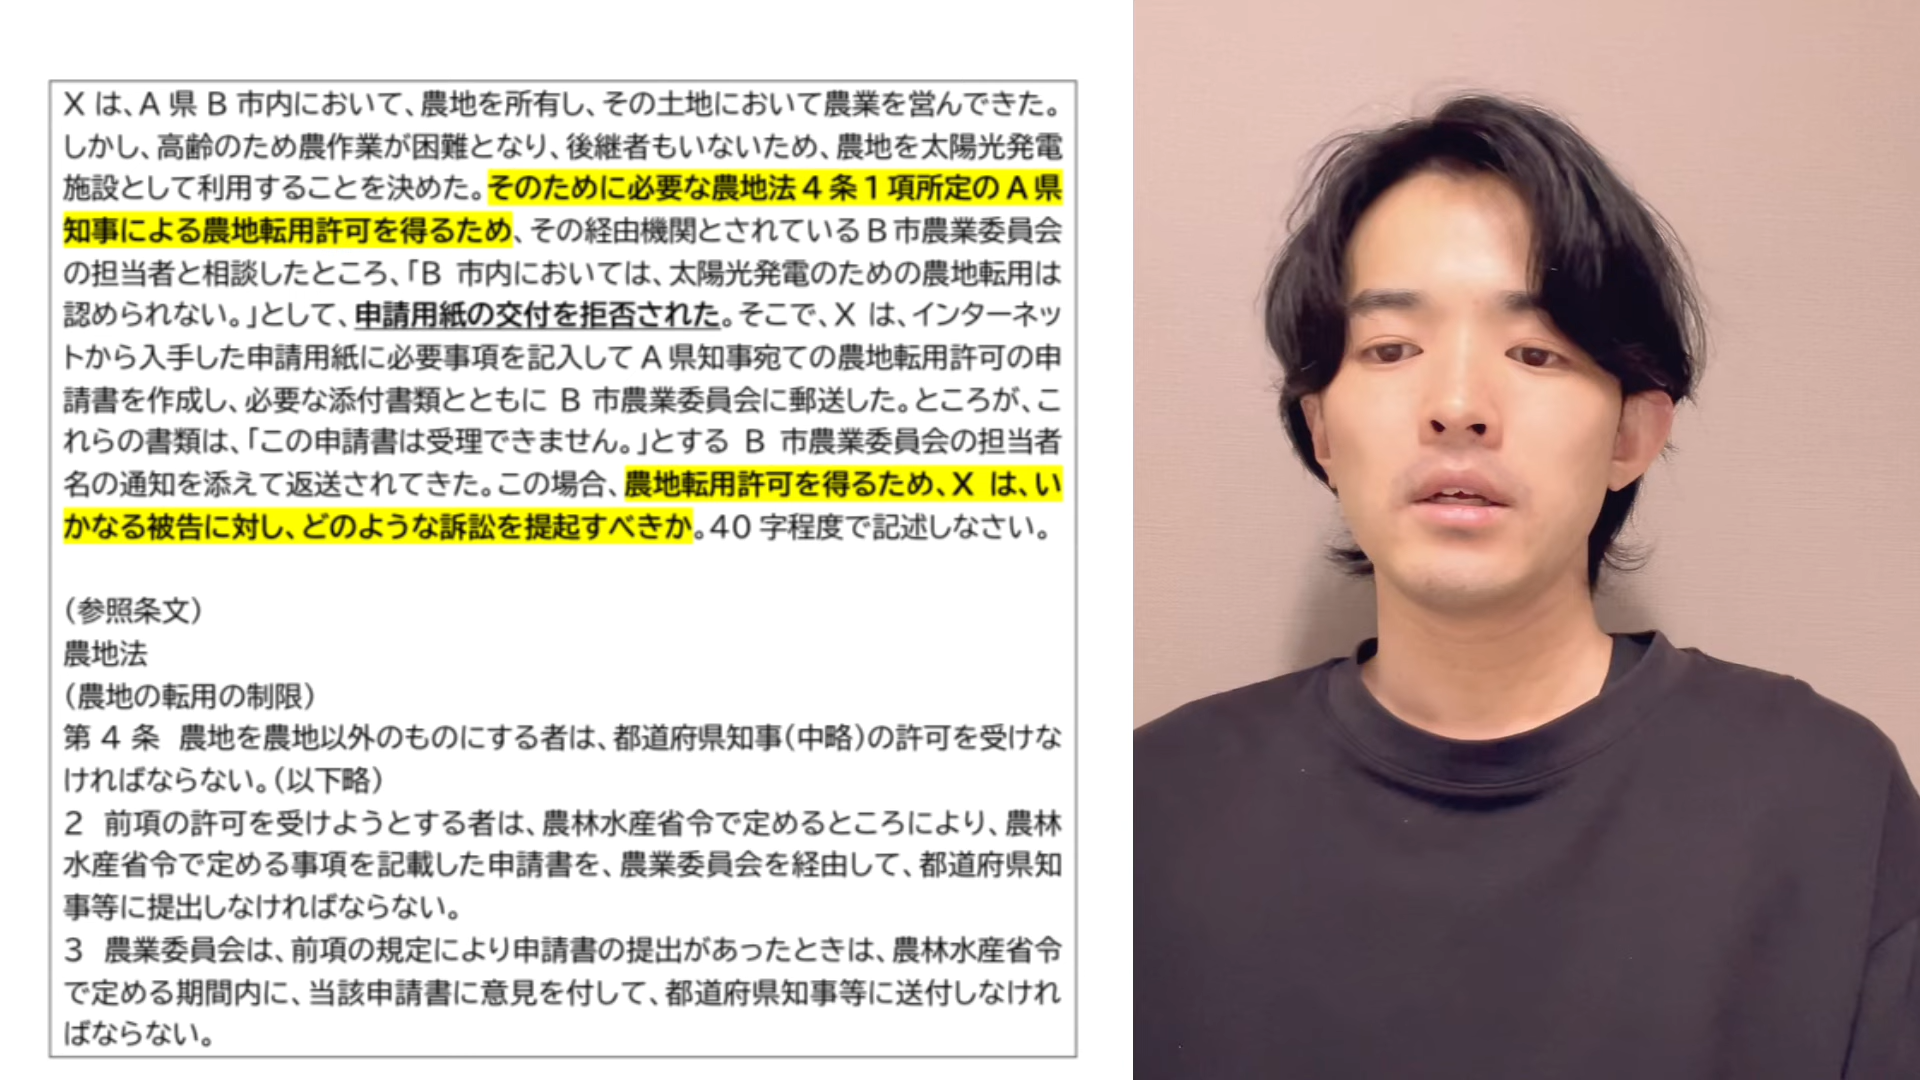 X は、A 県 B 市内において、農地を所有し、その土地において農業を営んできた。
しかし、高齢のため農作業が困難となり、後継者もいないため、農地を太陽光発電
施設として利用することを決めた。そのために必要な農地法４条１項所定の A 県
知事による農地転用許可を得るため、その経由機関とされているＢ市農業委員会
の担当者と相談したところ、「B 市内においては、太陽光発電のための農地転用は
認められない。」として、申請用紙の交付を拒否された。そこで、X は、インターネッ
トから入手した申請用紙に必要事項を記入して A 県知事宛ての農地転用許可の申
請書を作成し、必要な添付書類とともに B 市農業委員会に郵送した。ところが、こ
れらの書類は、「この申請書は受理できません。」とする B 市農業委員会の担当者
名の通知を添えて返送されてきた。この場合、農地転用許可を得るため、X は、い
かなる被告に対し、どのような訴訟を提起すべきか。40 字程度で記述しなさい。
（参照条文）
農地法
（農地の転用の制限）
第 4 条 農地を農地以外のものにする者は、都道府県知事（中略）の許可を受けな
ければならない。（以下略）
2 前項の許可を受けようとする者は、農林水産省令で定めるところにより、農林
水産省令で定める事項を記載した申請書を、農業委員会を経由して、都道府県知
事等に提出しなければならない。
3 農業委員会は、前項の規定により申請書の提出があったときは、農林水産省令
で定める期間内に、当該申請書に意見を付して、都道府県知事等に送付しなけれ
ばならない。